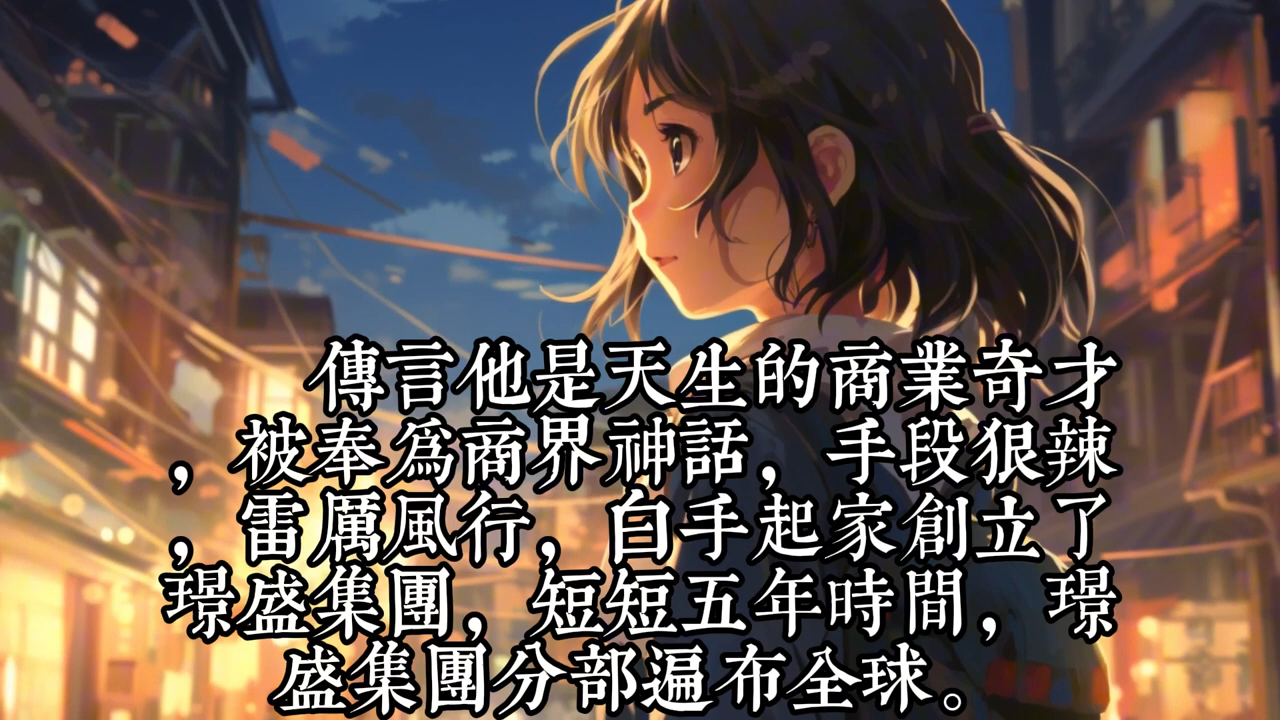 傳言他是天生的商業奇才
，被奉爲商界神話，手段狠辣
，雷厲風行，白手起家創立了
璟盛集團，短短五年時間，璟
盛集團分部遍布全球。